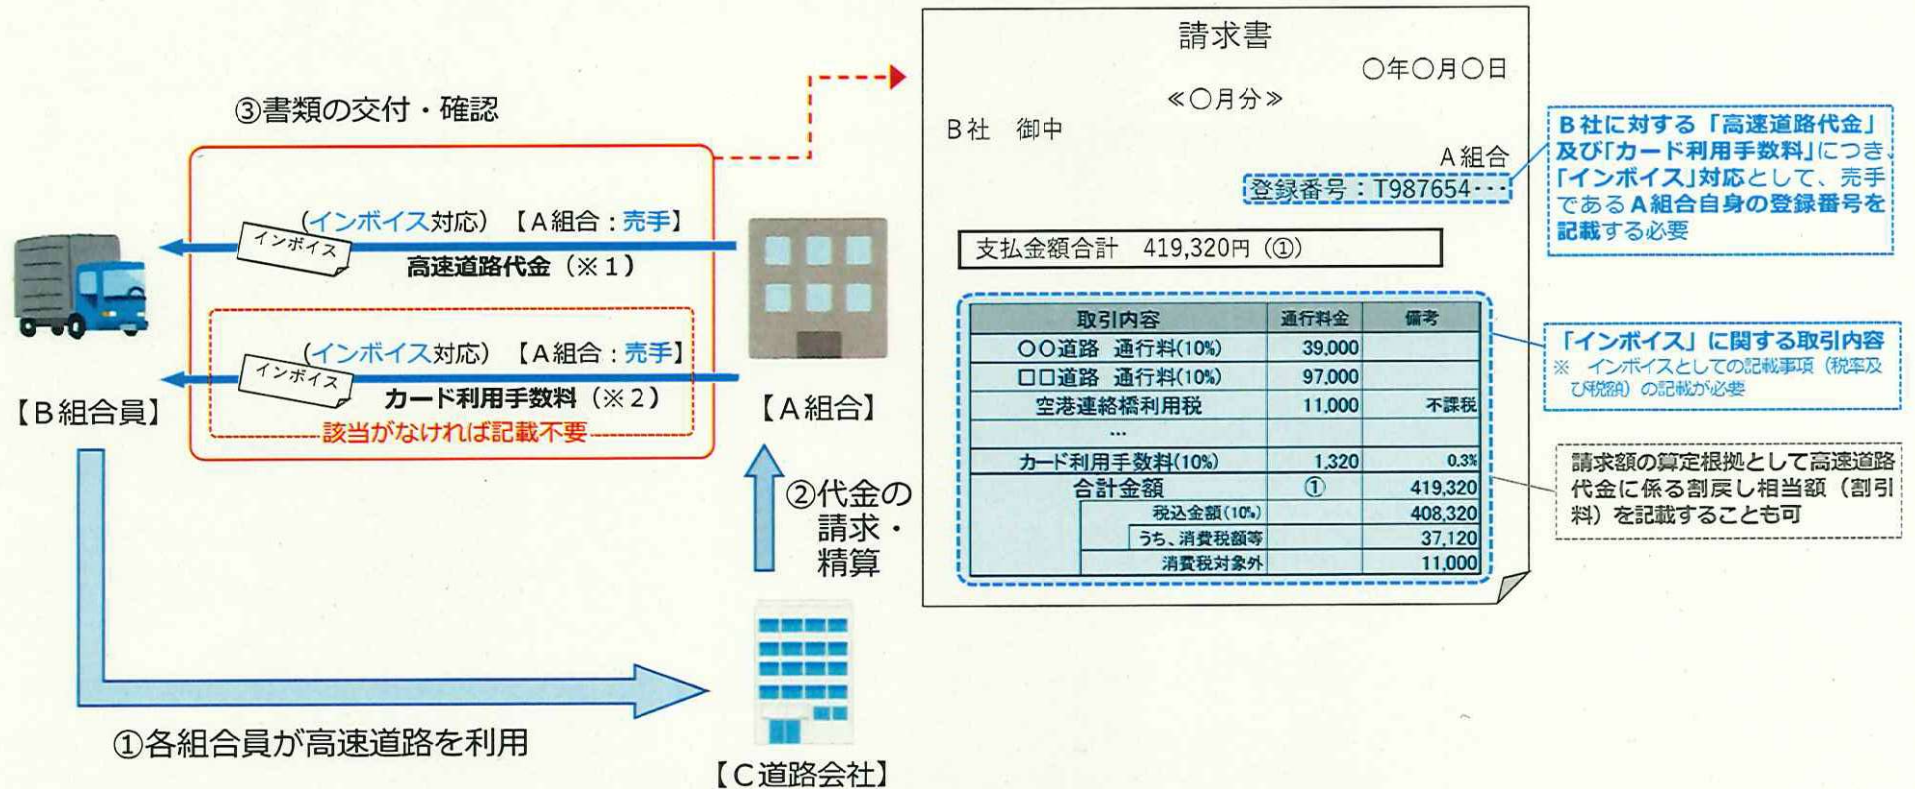 ③書類の交付・確認
(インボイス対応)【A組合:売手】
インボイス
高速道路代金(※1)
(インボイス対応)【A組合:売手】
インボイス
カード利用手数料(※2)
該当がなければ記載不要
【B組合員】
【A組合】
②代金の
請求・
精算
①各組合員が高速道路を利用
【C道路会社】
請求書
○年○月○日
≪○月分≫
B社 御中
A組合
登録番号:T987654・・・
支払金額合計 419,320円(①)
取引内容 通行料金 備考
○○道路 通行料(10%) 39,000
□□道路 通行料(10%) 97,000
空港連絡橋利用税 11,000 不課税
…
カード利用手数料(10%) 1,320 0.3%
合計金額 ① 419,320
税込金額(10%) 408,320
うち、消費税額等 37,120
消費税対象外 11,000
B社に対する「高速道路代金」
及び「カード利用手数料」につき、
「インボイス」対応として、売手
であるA組合自身の登録番号を
記載する必要
「インボイス」に関する取引内容
※ インボイスとしての記載事項(税率及
び税額)の記載が必要
請求額の算定根拠として高速道路
代金に係る割戻し相当額(割引
料)を記載することも可